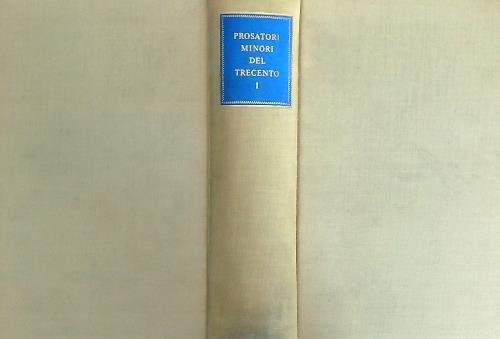 PROSATORI
MINORI
DEL
TRECENTO
I